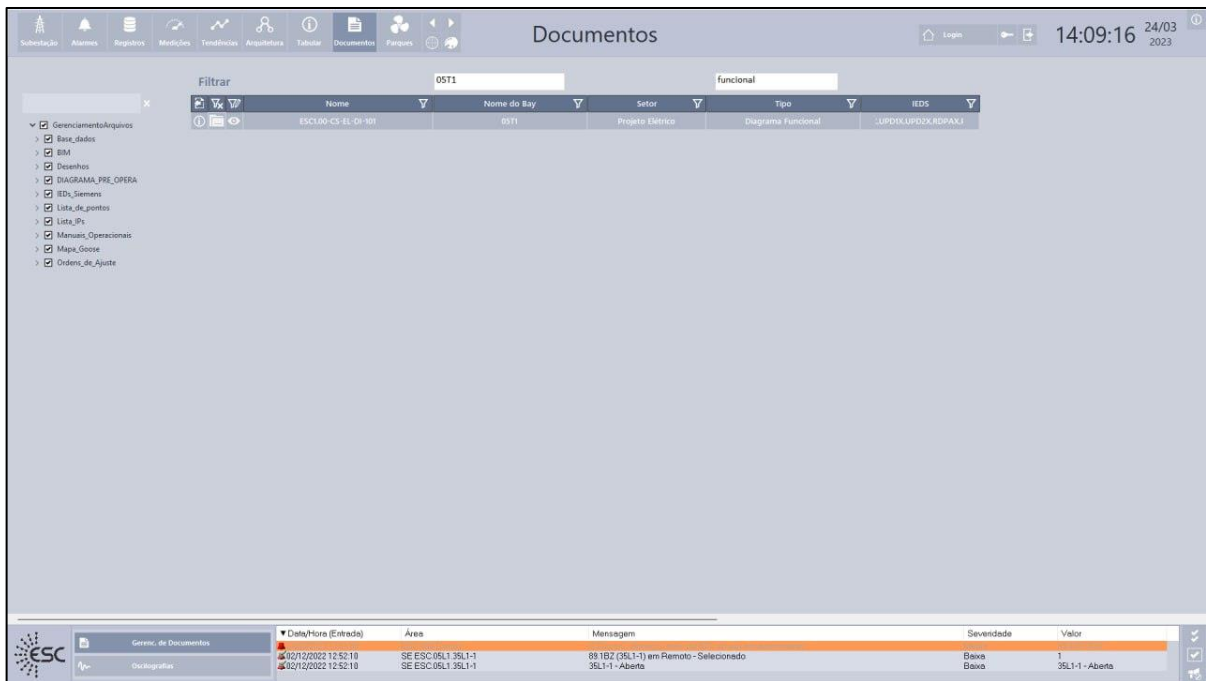 Documentos
Login
14:09:16
24/03
2023
Subestação Alarmes Registros Medições Tendências Arquitetura Tabular Documentos Parques
Filtrar
05T1
funcional
Nome
Nome do Bay
Setor
Tipo
IEDS
ESC1.00-CS-EL-DI-101
05T1
Projeto Elétrico
Diagrama Funcional
GerenciamentoArquivos
Base_dados
BIM
Desenhos
DIAGRAMA_PRE_OPERA
IEDs_Siemens
Lista_de_pontos
Lista_IPs
Manuais_Operacionais
Mapa_Goose
Ordens_de_Ajuste
ESC
Gerenc. de Documentos
Oscilografias
Data/Hora (Entrada) Área Mensagem Severidade Valor
02/12/2022 12:52:10 SE.ESC.05L1.35L1-1 89.1BZ (35L1-1) em Remoto - Selecionado Baixa 1
02/12/2022 12:52:10 SE.ESC.05L1.35L1-1 35L1-1 - Aberta Baixa 35L1-1 - Aberta